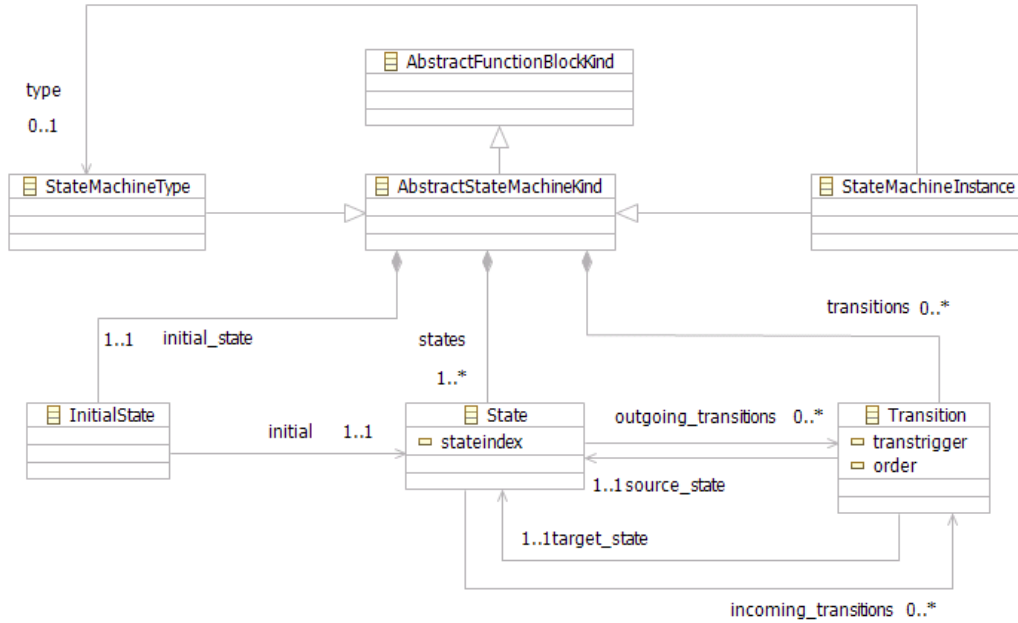 AbstractFunctionBlockKind
type
0..1
StateMachineType
AbstractStateMachineKind
StateMachineInstance
transitions 0..*
1..1 initial_state
states
1..*
InitialState
State
stateindex
Transition
transtrigger
order
initial 1..1
outgoing_transitions 0..*
1..1 source_state
1..1 target_state
incoming_transitions 0..*